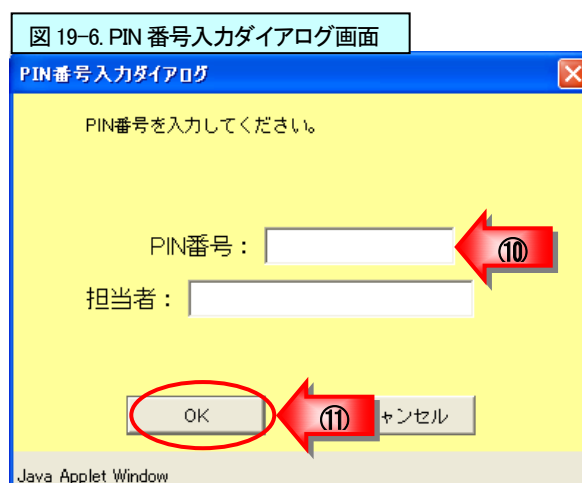 図 19-6. PIN 番号入力ダイアログ画面
PIN番号入力ダイアログ
PIN番号を入力してください。
PIN番号：
⑩
担当者：
OK
⑪
ャンセル
Java Applet Window